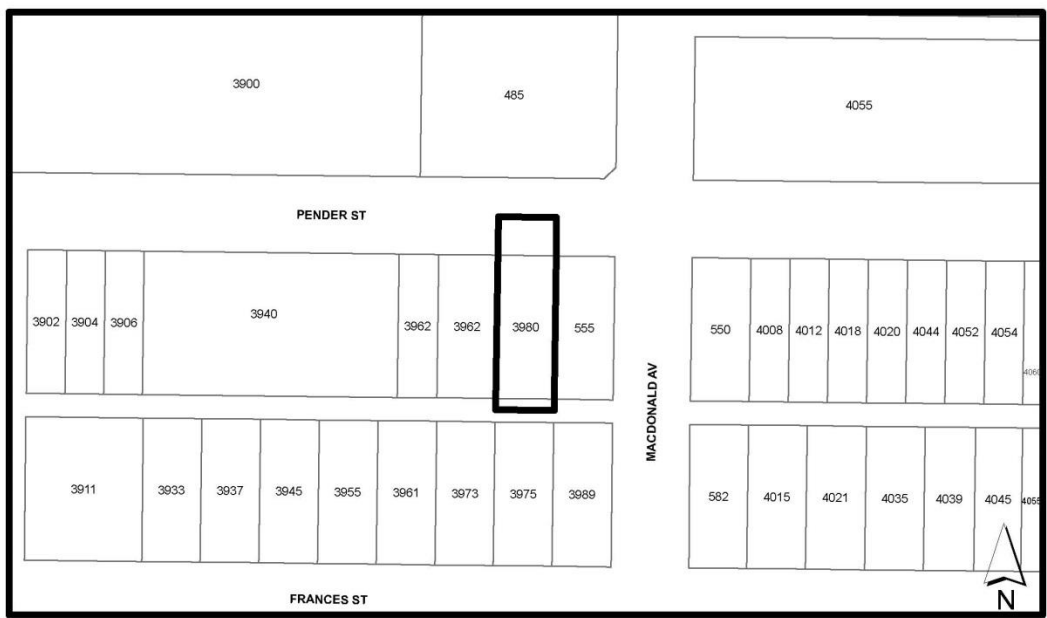 3900
485
4055
PENDER ST
3902 3904 3906 3940 3962 3962 3980 555
550 4008 4012 4018 4020 4044 4052 4054 4060
MACDONALD AV
3911 3933 3937 3945 3955 3961 3973 3975 3989
582 4015 4021 4035 4039 4045 4055
FRANCES ST
N